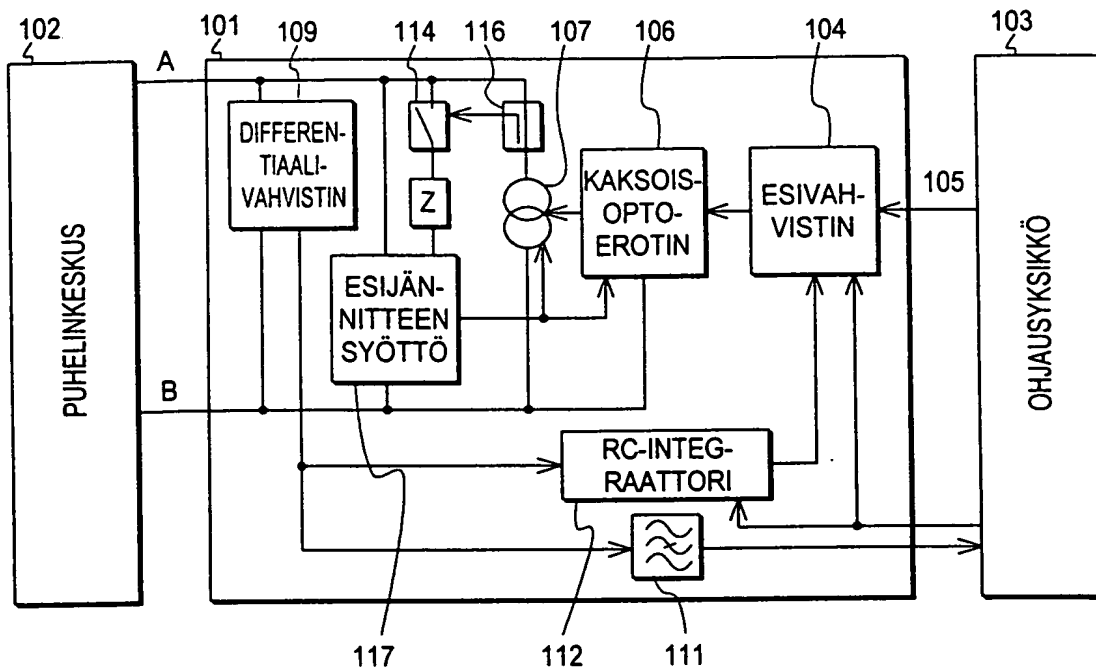 102
101
109
114
116
107
106
104
103
A
B
PUHELINKESKUS
DIFFEREN-
TIAALI-
VAHVISTIN
Z
ESIJÄN-
NITTEEN
SYÖTTÖ
KAKSOIS-
OPTO-
EROTIN
ESIVAH-
VISTIN
105
OHJAUSYKSIKKÖ
RC-INTEG-
RAATTORI
117
112
111